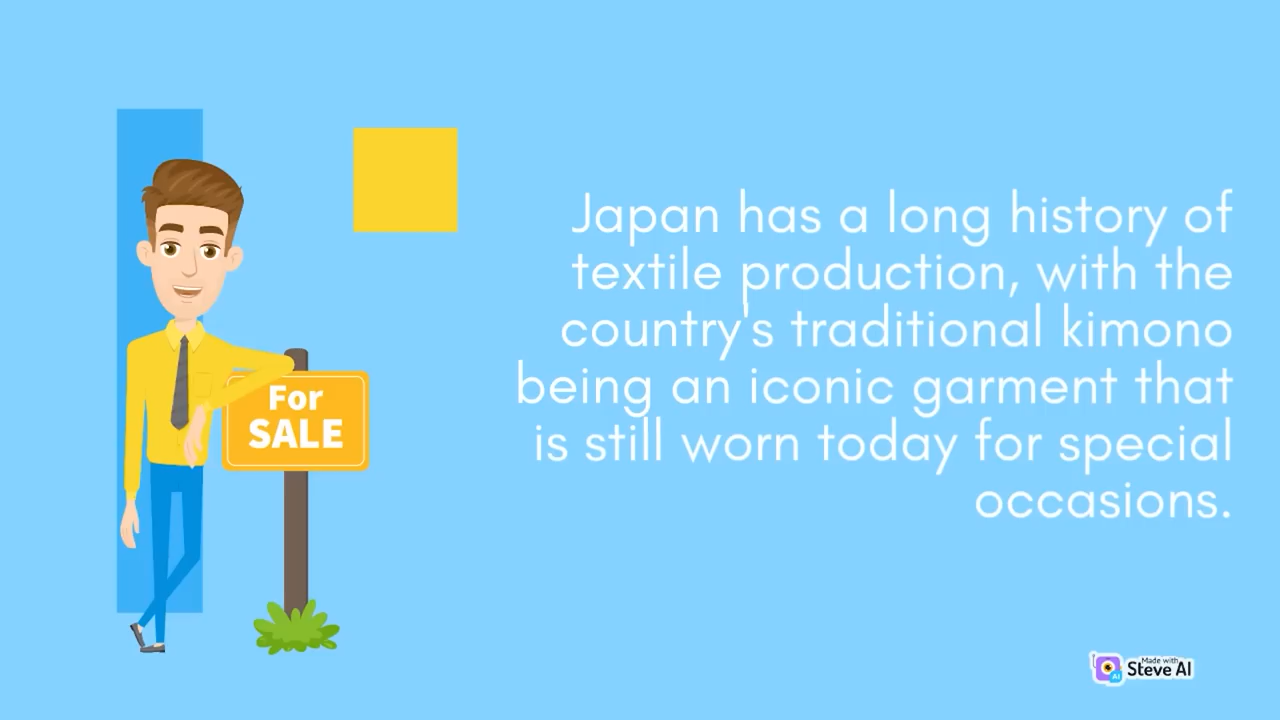 Japan has a long history of
textile production, with the
country's traditional kimono
being an iconic garment that
is still worn today for special
occasions.
For
SALE
Made with
Steve AI
AI